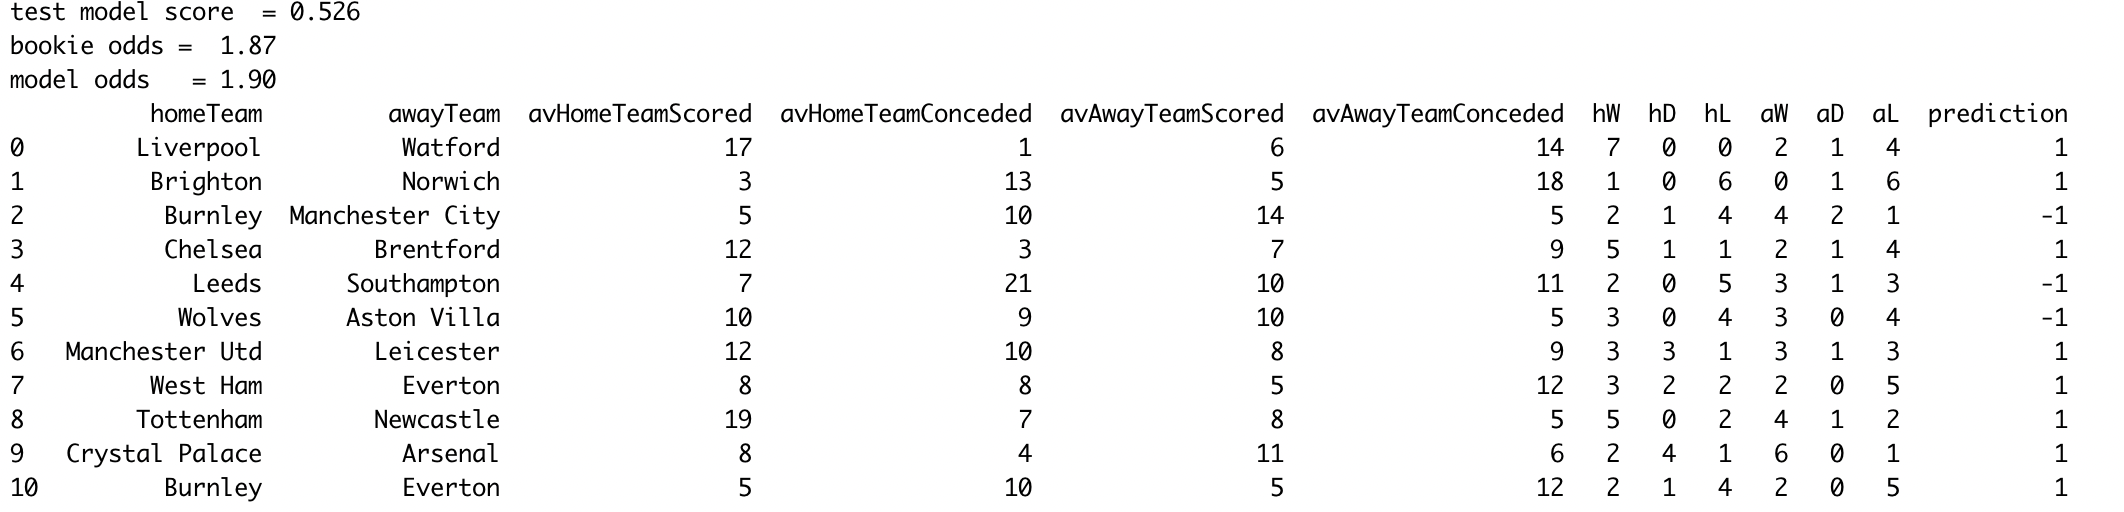 test model score  = 0.526
bookie odds =  1.87
model odds   = 1.90
homeTeam awayTeam avHomeTeamScored avHomeTeamConceded avAwayTeamScored avAwayTeamConceded hW hD hL aW aD aL prediction
0 Liverpool Watford 17 1 6 14 7 0 0 2 1 4 1
1 Brighton Norwich 3 13 5 18 1 0 6 0 1 6 1
2 Burnley Manchester City 5 10 14 5 2 1 4 4 2 1 -1
3 Chelsea Brentford 12 3 7 9 5 1 1 2 1 4 1
4 Leeds Southampton 7 21 10 11 2 0 5 3 1 3 -1
5 Wolves Aston Villa 10 9 10 5 3 0 4 3 0 4 -1
6 Manchester Utd Leicester 12 10 8 9 3 3 1 3 1 3 1
7 West Ham Everton 8 8 5 12 3 2 2 2 0 5 1
8 Tottenham Newcastle 19 7 8 5 5 0 2 4 1 2 1
9 Crystal Palace Arsenal 8 4 11 6 2 4 1 6 0 1 1
10 Burnley Everton 5 10 5 12 2 1 4 2 0 5 1